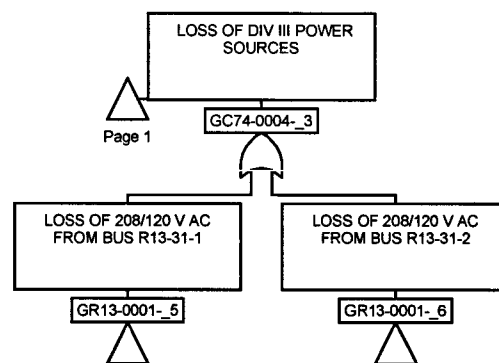 LOSS OF DIV III POWER
SOURCES
Page 1
GC74-0004-_3
LOSS OF 208/120 V AC
FROM BUS R13-31-1
LOSS OF 208/120 V AC
FROM BUS R13-31-2
GR13-0001-_5
GR13-0001-_6